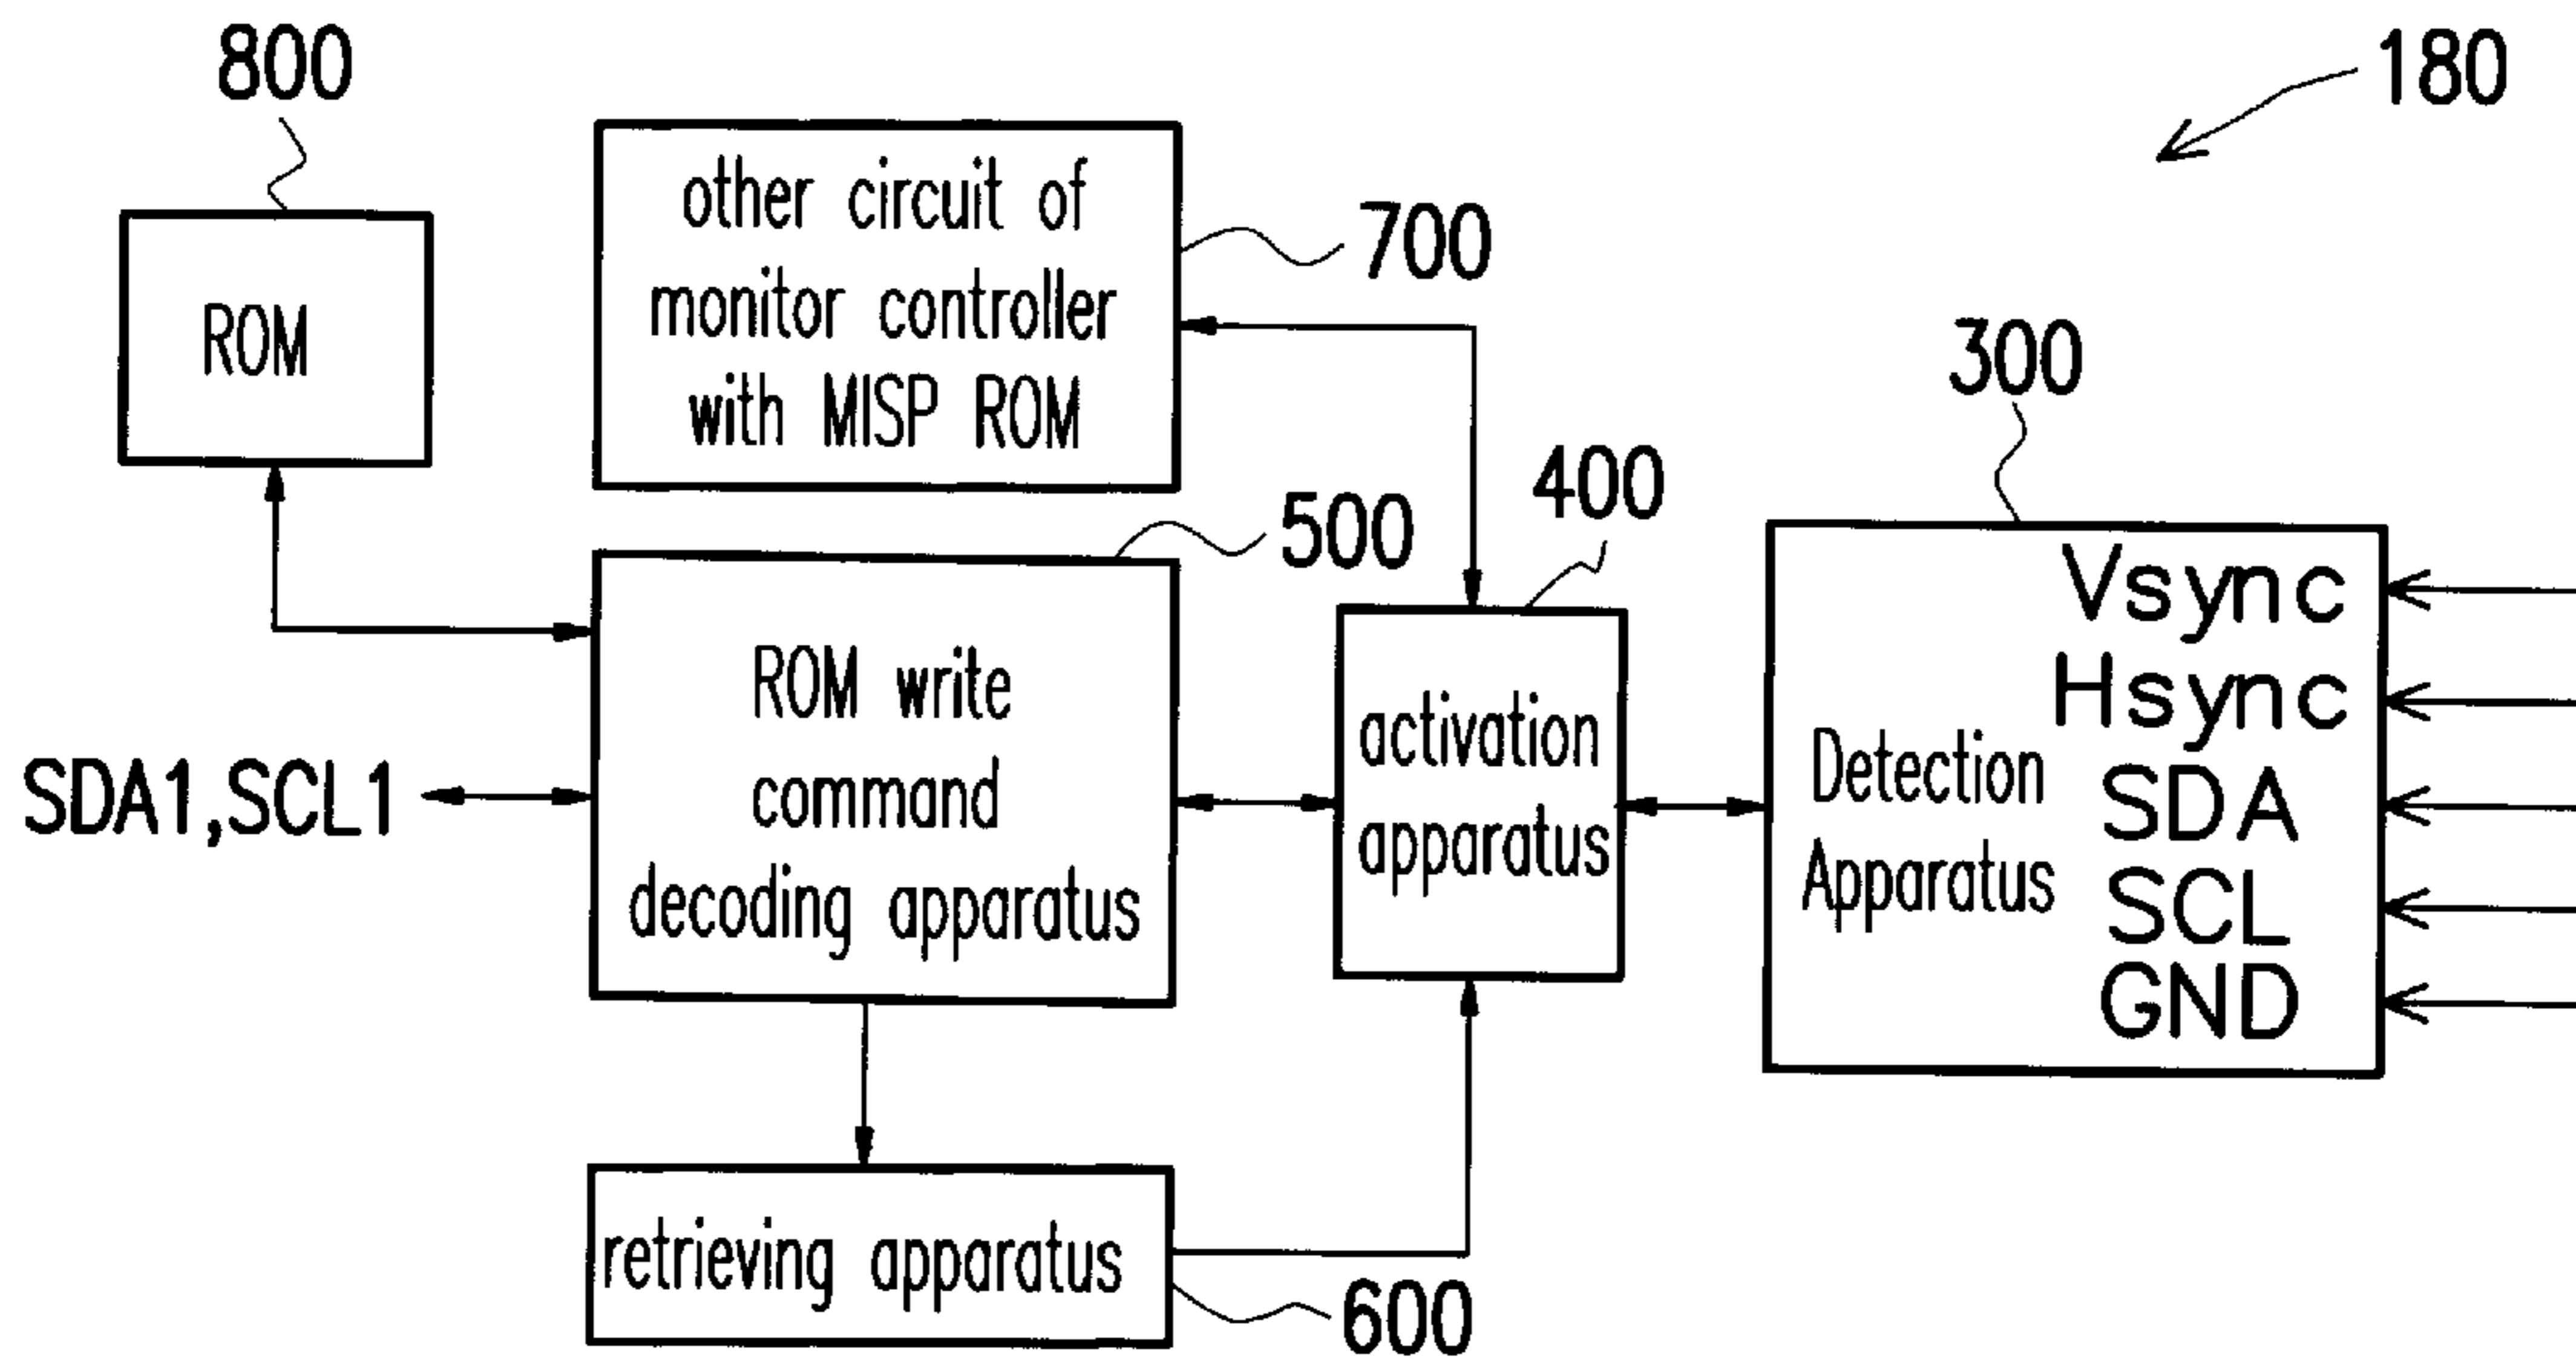 800
180
other circuit of
monitor controller
with MISP ROM
700
ROM
300
400
500
Vsync
Hsync
SDA
SCL
GND
Detection
Apparatus
activation
apparatus
ROM write
command
decoding apparatus
SDA1,SCL1
retrieving apparatus
600